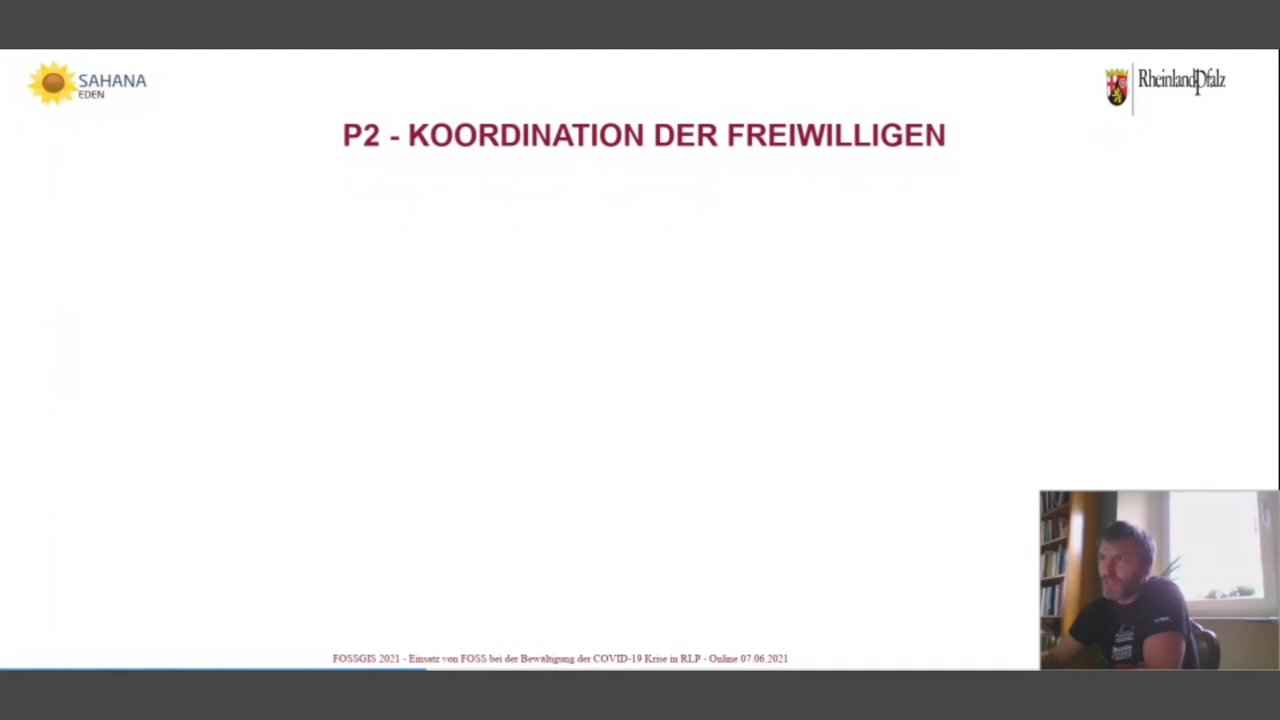 SAHANA
EDEN
RheinlandPfalz
P2 - KOORDINATION DER FREIWILLIGEN
FOSSGIS 2021 - Einsatz von FOSS bei der Bewältigung der COVID-19 Krise in RLP - Online 07.06.2021